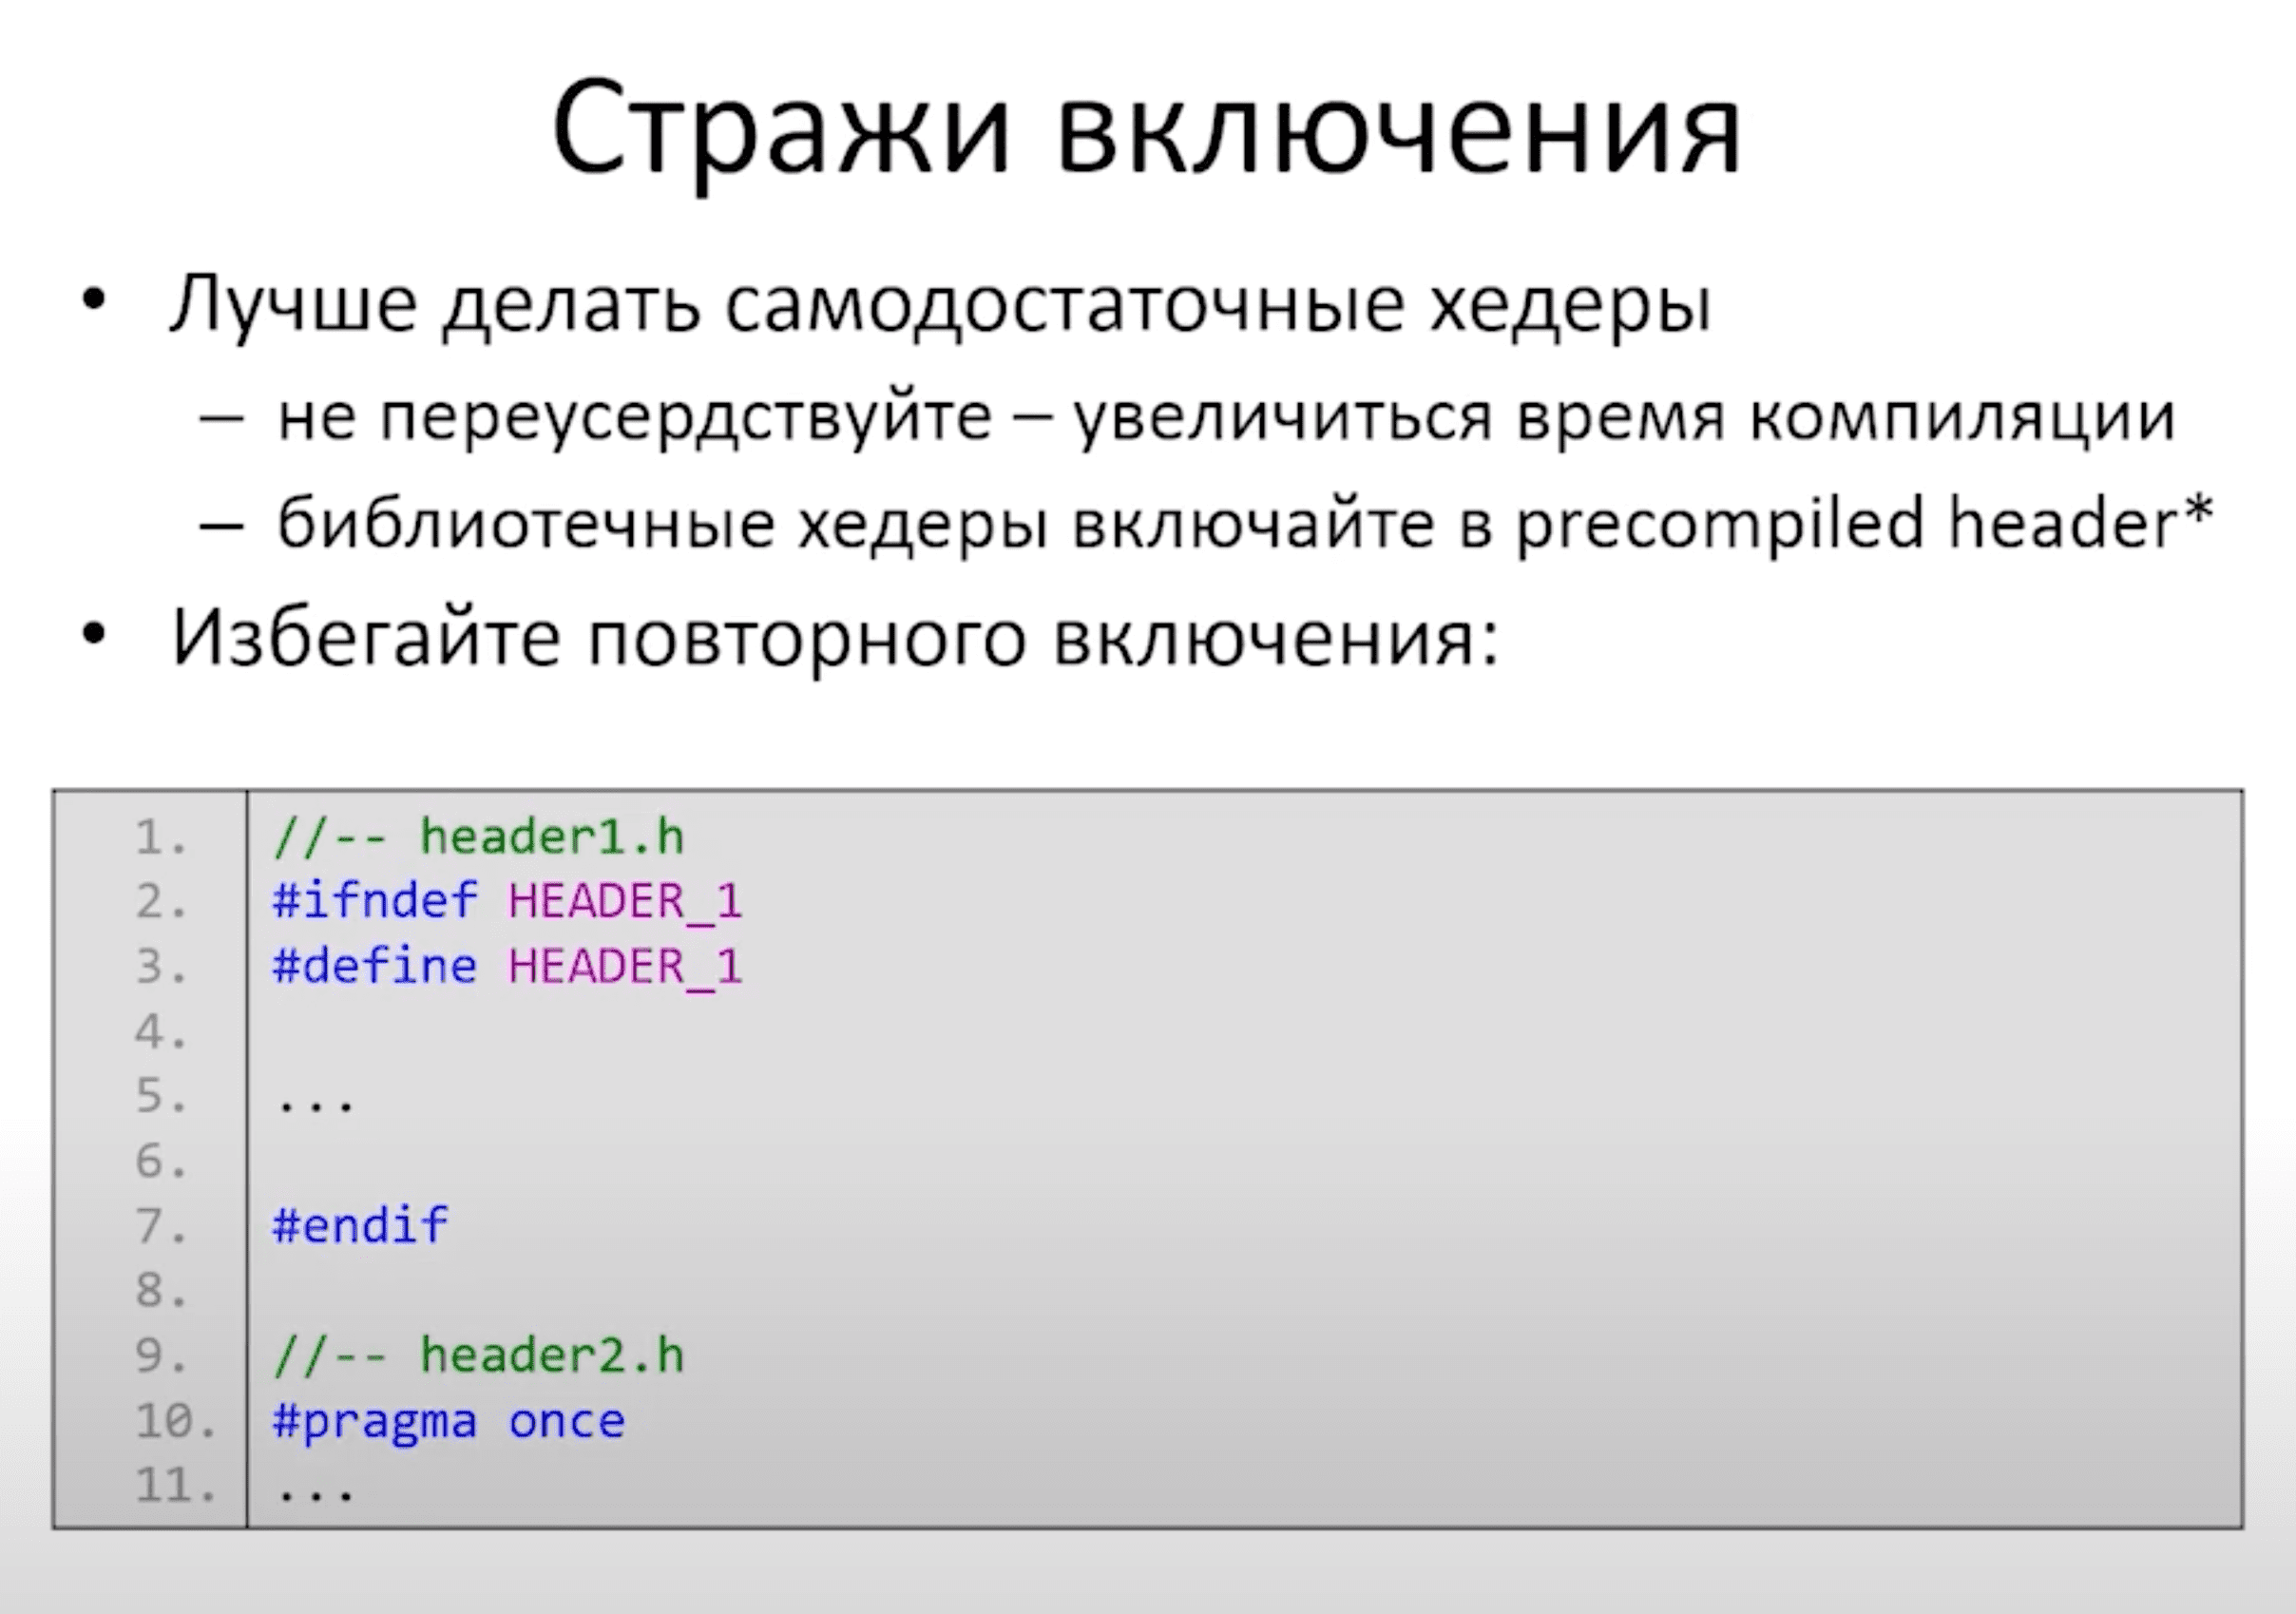 Стражи включения
• Лучше делать самодостаточные хедеры
– не переусердствуйте – увеличиться время компиляции
– библиотечные хедеры включайте в precompiled header*
• Избегайте повторного включения:
1. //-- header1.h
2. #ifndef HEADER_1
3. #define HEADER_1
4.
5. ...
6.
7. #endif
8.
9. //-- header2.h
10. #pragma once
11. ...